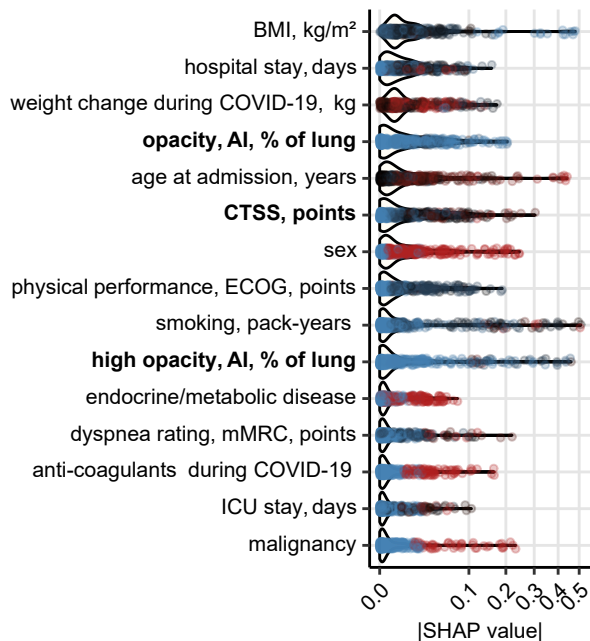 BMI, kg/m²
hospital stay, days
weight change during COVID-19, kg
opacity, AI, % of lung
age at admission, years
CTSS, points
sex
physical performance, ECOG, points
smoking, pack-years
high opacity, AI, % of lung
endocrine/metabolic disease
dyspnea rating, mMRC, points
anti-coagulants during COVID-19
ICU stay, days
malignancy
0.0 0.1 0.2 0.3 0.4 0.5
|SHAP value|